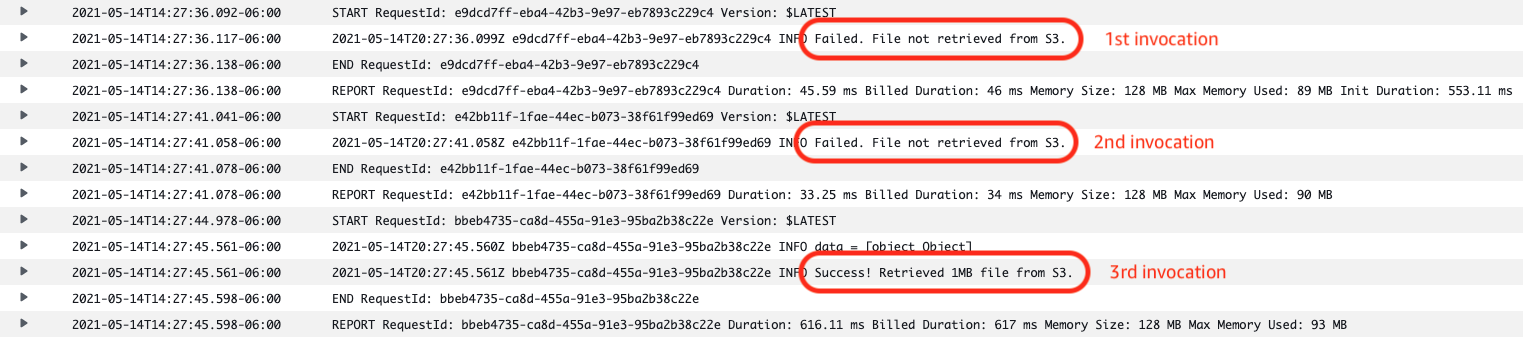 2021-05-14T14:27:36.092-06:00 START RequestId: e9dcd7ff-eba4-42b3-9e97-eb7893c229c4 Version: $LATEST
2021-05-14T14:27:36.117-06:00 2021-05-14T20:27:36.099Z e9dcd7ff-eba4-42b3-9e97-eb7893c229c4 INFO Failed. File not retrieved from S3. 1st invocation
2021-05-14T14:27:36.138-06:00 END RequestId: e9dcd7ff-eba4-42b3-9e97-eb7893c229c4
2021-05-14T14:27:36.138-06:00 REPORT RequestId: e9dcd7ff-eba4-42b3-9e97-eb7893c229c4 Duration: 45.59 ms Billed Duration: 46 ms Memory Size: 128 MB Max Memory Used: 89 MB Init Duration: 553.11 ms
2021-05-14T14:27:41.041-06:00 START RequestId: e42bb11f-1fae-44ec-b073-38f61f99ed69 Version: $LATEST
2021-05-14T14:27:41.058-06:00 2021-05-14T20:27:41.058Z e42bb11f-1fae-44ec-b073-38f61f99ed69 INFO Failed. File not retrieved from S3. 2nd invocation
2021-05-14T14:27:41.078-06:00 END RequestId: e42bb11f-1fae-44ec-b073-38f61f99ed69
2021-05-14T14:27:41.078-06:00 REPORT RequestId: e42bb11f-1fae-44ec-b073-38f61f99ed69 Duration: 33.25 ms Billed Duration: 34 ms Memory Size: 128 MB Max Memory Used: 90 MB
2021-05-14T14:27:44.978-06:00 START RequestId: bbeb4735-ca8d-455a-91e3-95ba2b38c22e Version: $LATEST
2021-05-14T14:27:45.561-06:00 2021-05-14T20:27:45.560Z bbeb4735-ca8d-455a-91e3-95ba2b38c22e INFO data = [object Object]
2021-05-14T14:27:45.561-06:00 2021-05-14T20:27:45.561Z bbeb4735-ca8d-455a-91e3-95ba2b38c22e INFO Success! Retrieved 1MB file from S3. 3rd invocation
2021-05-14T14:27:45.598-06:00 END RequestId: bbeb4735-ca8d-455a-91e3-95ba2b38c22e
2021-05-14T14:27:45.598-06:00 REPORT RequestId: bbeb4735-ca8d-455a-91e3-95ba2b38c22e Duration: 616.11 ms Billed Duration: 617 ms Memory Size: 128 MB Max Memory Used: 93 MB